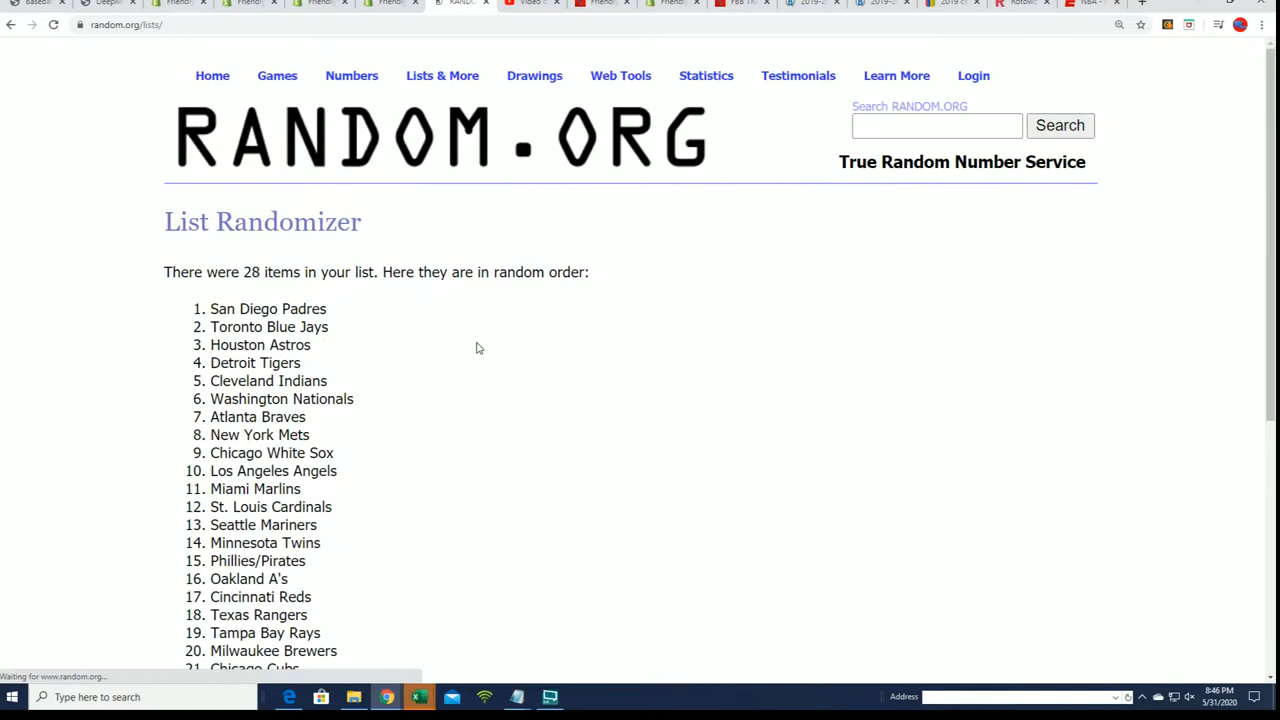 random.org/lists/
Home Games Numbers Lists & More Drawings Web Tools Statistics Testimonials Learn More Login
RANDOM.ORG
Search RANDOM.ORG
Search
True Random Number Service
List Randomizer
There were 28 items in your list. Here they are in random order:
1. San Diego Padres
2. Toronto Blue Jays
3. Houston Astros
4. Detroit Tigers
5. Cleveland Indians
6. Washington Nationals
7. Atlanta Braves
8. New York Mets
9. Chicago White Sox
10. Los Angeles Angels
11. Miami Marlins
12. St. Louis Cardinals
13. Seattle Mariners
14. Minnesota Twins
15. Phillies/Pirates
16. Oakland A's
17. Cincinnati Reds
18. Texas Rangers
19. Tampa Bay Rays
20. Milwaukee Brewers
21. Chicago Cubs
Waiting for www.random.org...
Type here to search
Address
8:46 PM
5/31/2020